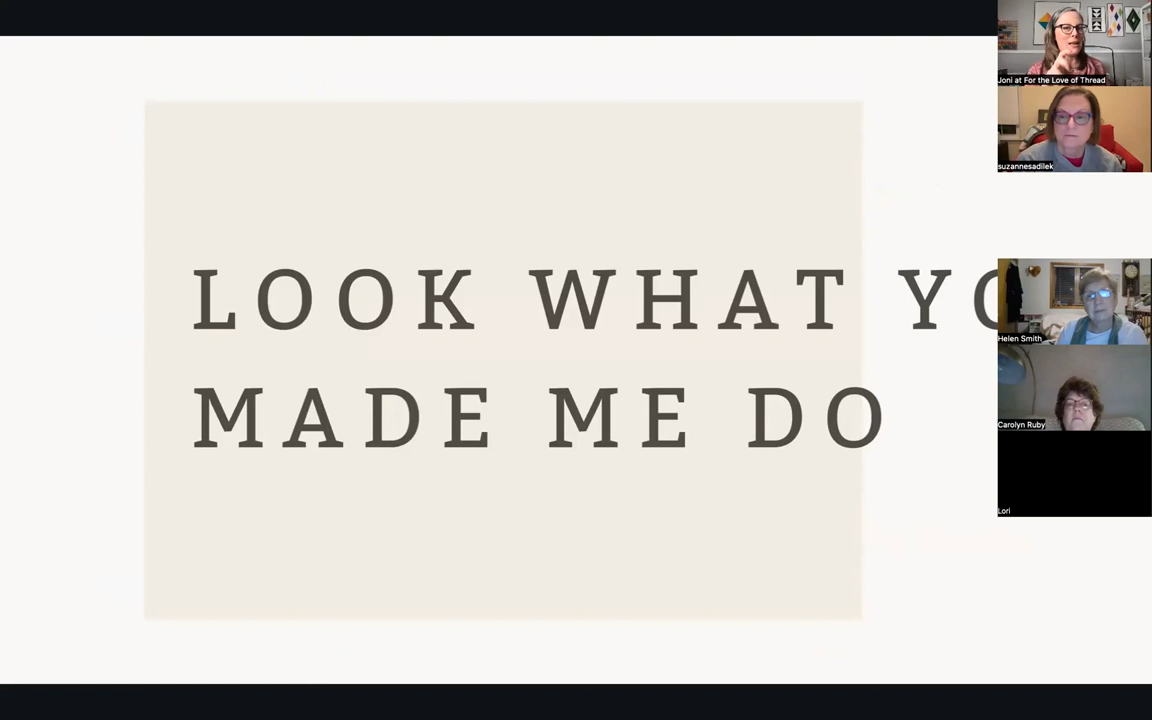 LOOK WHAT YO
MADE ME DO
Joni at For the Love of Thread
suzannesadilek
Helen Smith
Carolyn Ruby
Lori